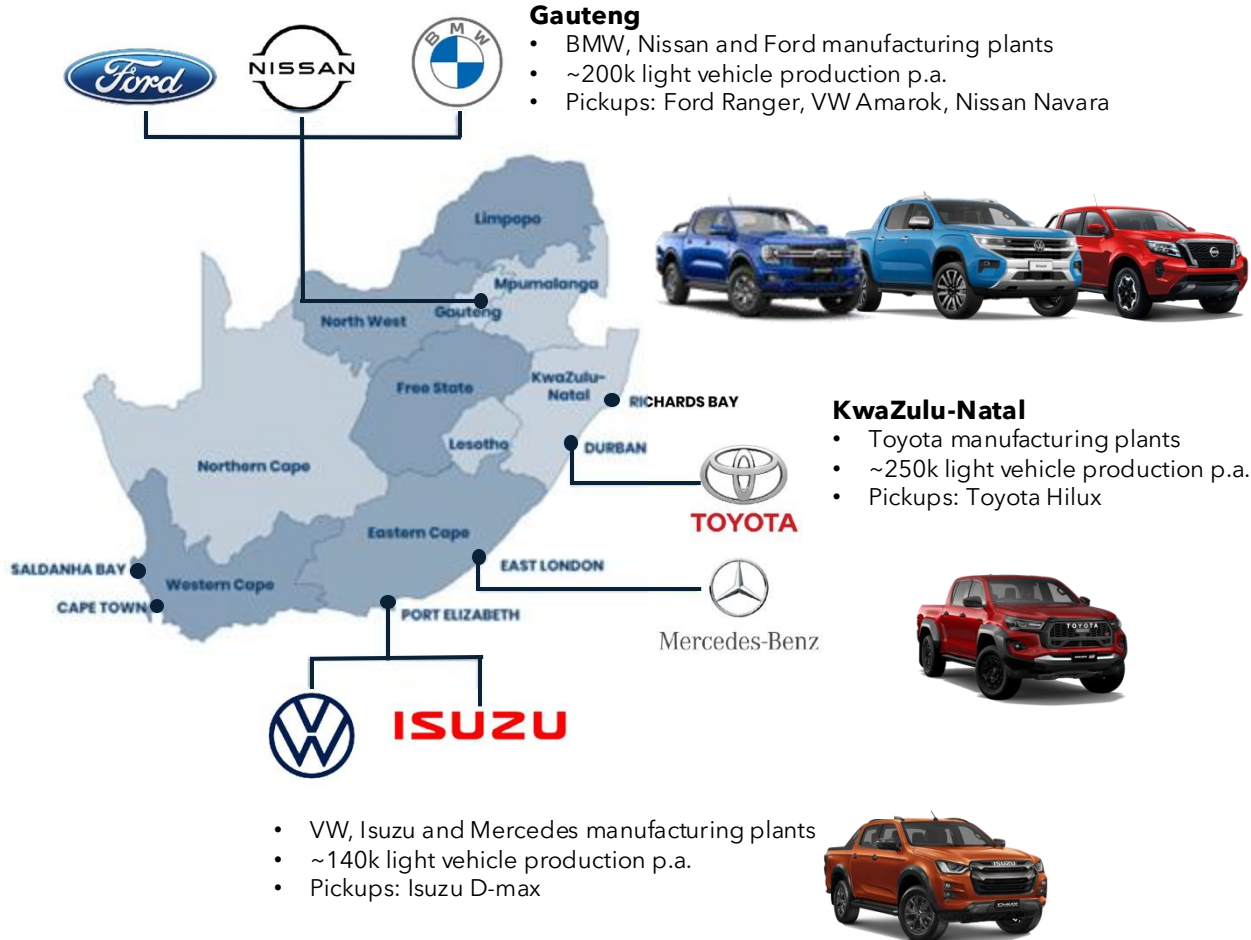 Gauteng
• BMW, Nissan and Ford manufacturing plants
• ~200k light vehicle production p.a.
• Pickups: Ford Ranger, VW Amarok, Nissan Navara
Ford
NISSAN
BMW
Limpopo
Mpumalanga
Gauteng
North West
Free State
KwaZulu-
Natal
RICHARDS BAY
Lesotho
DURBAN
Northern Cape
Eastern Cape
EAST LONDON
SALDANHA BAY
Western Cape
CAPE TOWN
PORT ELIZABETH
KwaZulu-Natal
• Toyota manufacturing plants
• ~250k light vehicle production p.a.
• Pickups: Toyota Hilux
TOYOTA
Mercedes-Benz
TOYOTA
ISUZU
• VW, Isuzu and Mercedes manufacturing plants
• ~140k light vehicle production p.a.
• Pickups: Isuzu D-max
ISUZU
D-MAX